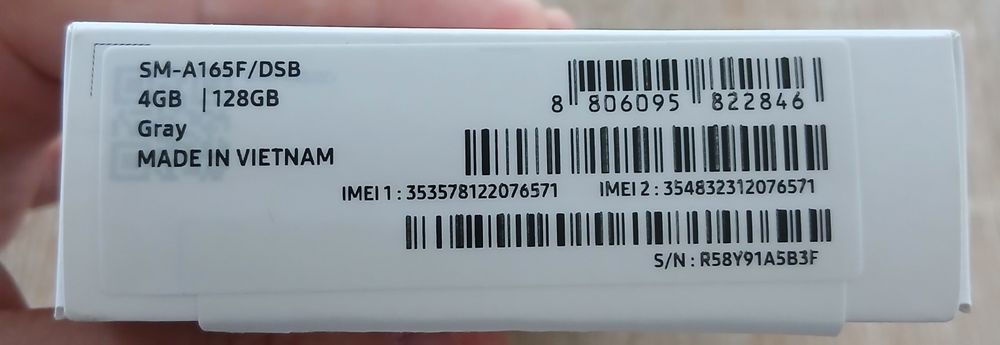 SM-A165F/DSB
4GB | 128GB
Gray
MADE IN VIETNAM
8 806095 822846
IMEI 1 : 353578122076571 IMEI 2 : 354832312076571
S/N : R58Y91A5B3F